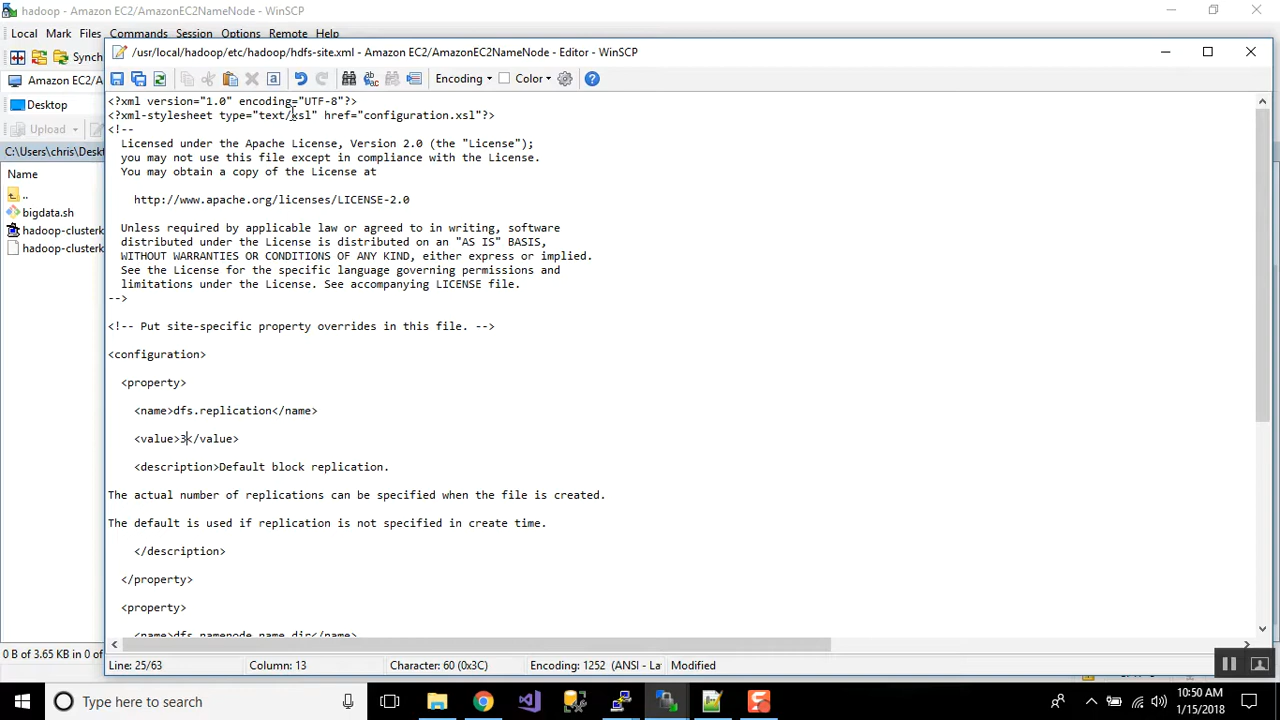 hadoop - Amazon EC2/AmazonEC2NameNode - WinSCP
Local Mark Files Commands Session Options Remote Help
/usr/local/hadoop/etc/hadoop/hdfs-site.xml - Amazon EC2/AmazonEC2NameNode - Editor - WinSCP
Synch
Encoding Color
Amazon EC2/A
Desktop
Upload
C:\Users\chris\Deskt
Name
..
bigdata.sh
hadoop-clusterk
hadoop-clusterk
<?xml version="1.0" encoding="UTF-8"?>
<?xml-stylesheet type="text/xsl" href="configuration.xsl"?>
<!--
Licensed under the Apache License, Version 2.0 (the "License");
you may not use this file except in compliance with the License.
You may obtain a copy of the License at
http://www.apache.org/licenses/LICENSE-2.0
Unless required by applicable law or agreed to in writing, software
distributed under the License is distributed on an "AS IS" BASIS,
WITHOUT WARRANTIES OR CONDITIONS OF ANY KIND, either express or implied.
See the License for the specific language governing permissions and
limitations under the License. See accompanying LICENSE file.
-->
<!-- Put site-specific property overrides in this file. -->
<configuration>
<property>
<name>dfs.replication</name>
<value>3</value>
<description>Default block replication.
The actual number of replications can be specified when the file is created.
The default is used if replication is not specified in create time.
</description>
</property>
<property>
<name>dfs.namenode.name.dir</name>
0 B of 3.65 KB in 0 o
Line: 25/63 Column: 13 Character: 60 (0x3C) Encoding: 1252 (ANSI - La Modified
Type here to search
10:50 AM
1/15/2018